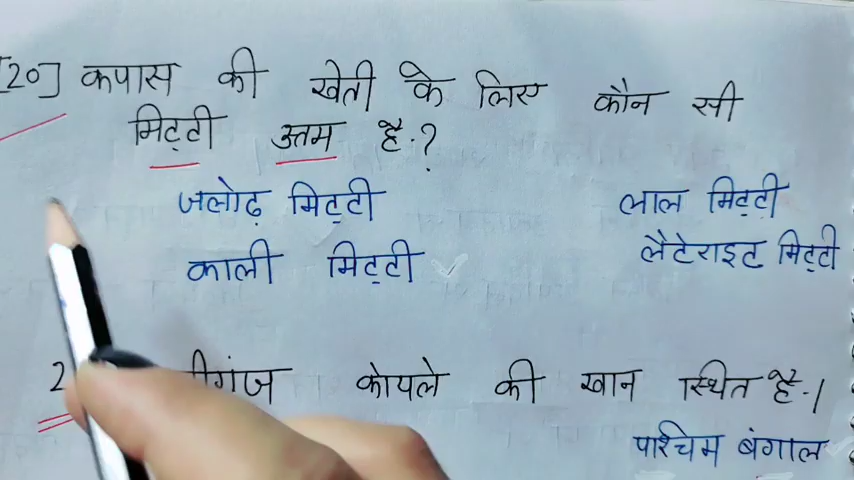 [20] कपास की खेती के लिए कौन सी
मिट्टी उत्तम है?
जलोढ़ मिट्टी लाल मिट्टी
काली मिट्टी ✓ लैटेराइट मिट्टी
कोयले की खान स्थित है।
पश्चिम बंगाल ✓